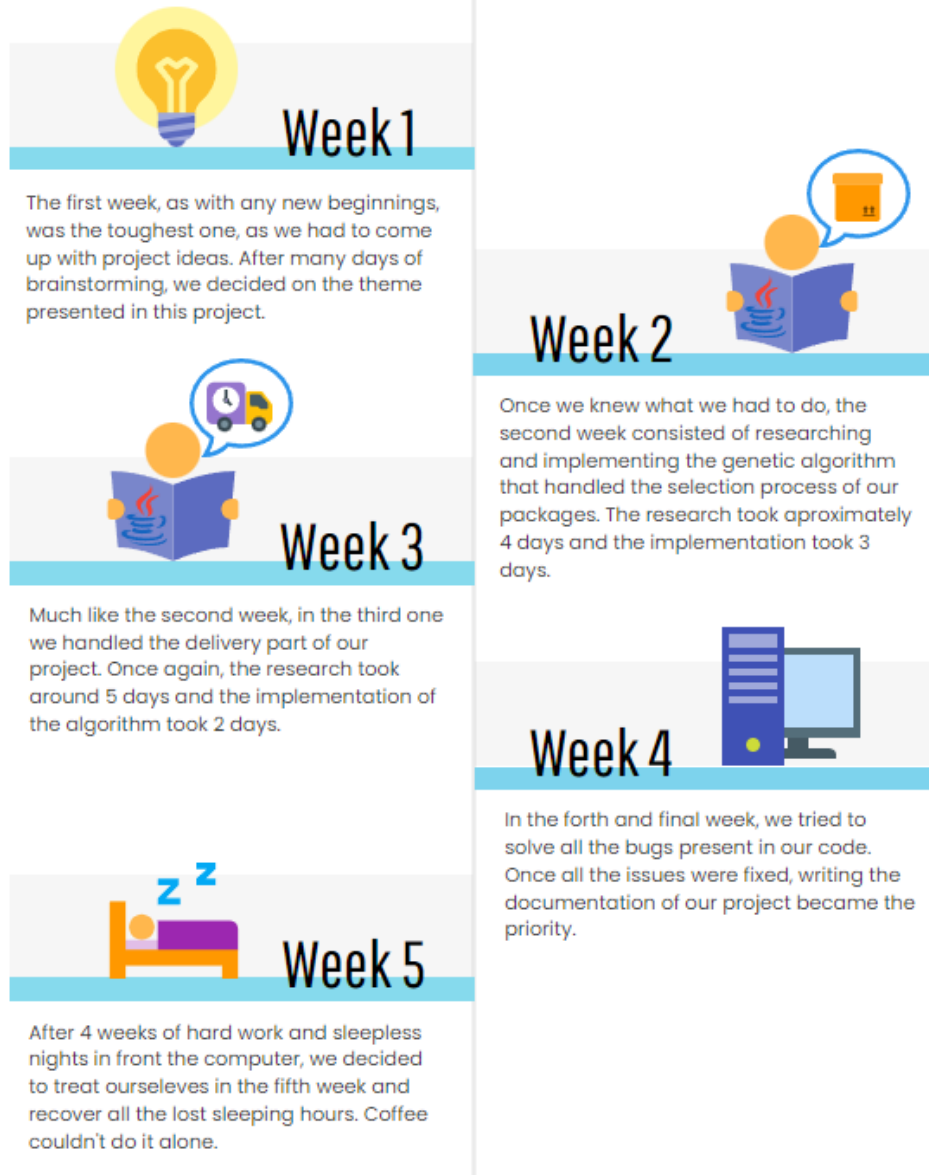 Week 1
The first week, as with any new beginnings,
was the toughest one, as we had to come
up with project ideas. After many days of
brainstorming, we decided on the theme
presented in this project.
Week 2
Once we knew what we had to do, the
second week consisted of researching
and implementing the genetic algorithm
that handled the selection process of our
packages. The research took aproximately
4 days and the implementation took 3
days.
Week 3
Much like the second week, in the third one
we handled the delivery part of our
project. Once again, the research took
around 5 days and the implementation of
the algorithm took 2 days.
Week 4
In the forth and final week, we tried to
solve all the bugs present in our code.
Once all the issues were fixed, writing the
documentation of our project became the
priority.
Z Z
Week 5
After 4 weeks of hard work and sleepless
nights in front the computer, we decided
to treat ourseleves in the fifth week and
recover all the lost sleeping hours. Coffee
couldn't do it alone.